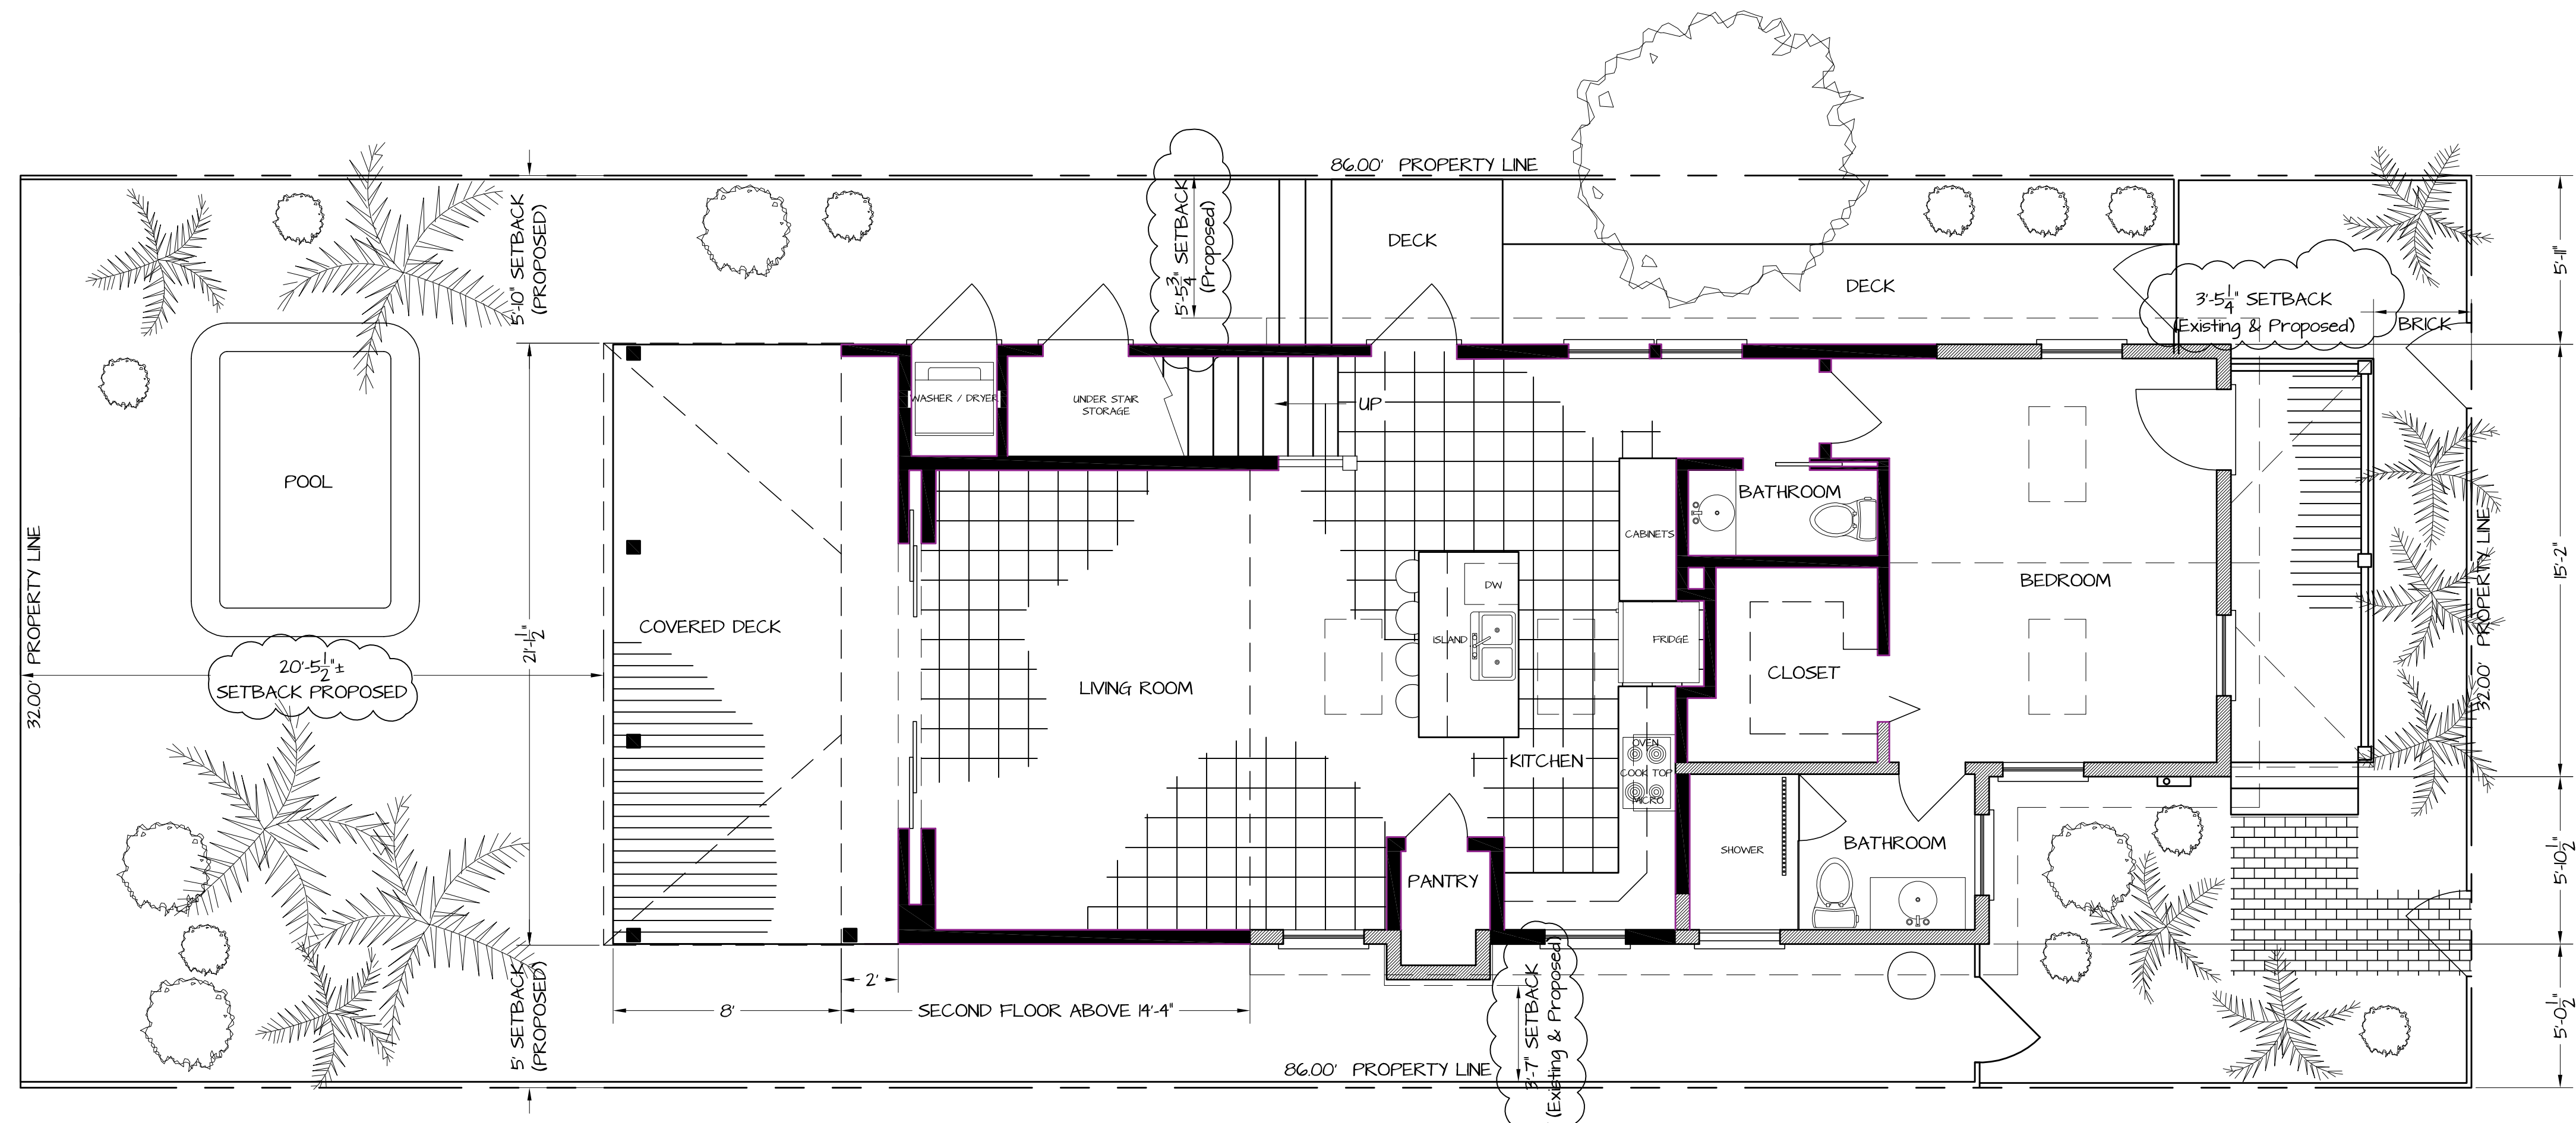 86.00' PROPERTY LINE
5'-10" SETBACK
(PROPOSED)
5'-5 3/4" SETBACK
(Proposed)
DECK
DECK
3'-5 1/4" SETBACK
(Existing & Proposed)
BRICK
5'-11"
WASHER / DRYER
UNDER STAIR
STORAGE
UP
POOL
BATHROOM
CABINETS
32.00' PROPERTY LINE
COVERED DECK
21'-1 1/2"
DW
ISLAND
FRIDGE
BEDROOM
32.00' PROPERTY LINE
15'-2"
20'-5 1/2"±
SETBACK PROPOSED
LIVING ROOM
CLOSET
KITCHEN
OVEN
COOK TOP
MICRO
SHOWER
BATHROOM
PANTRY
5'-10 1/2"
5' SETBACK
(PROPOSED)
2'
8'
SECOND FLOOR ABOVE 14'-4"
3'-7" SETBACK
(Existing & Proposed)
5'-0 1/2"
86.00' PROPERTY LINE